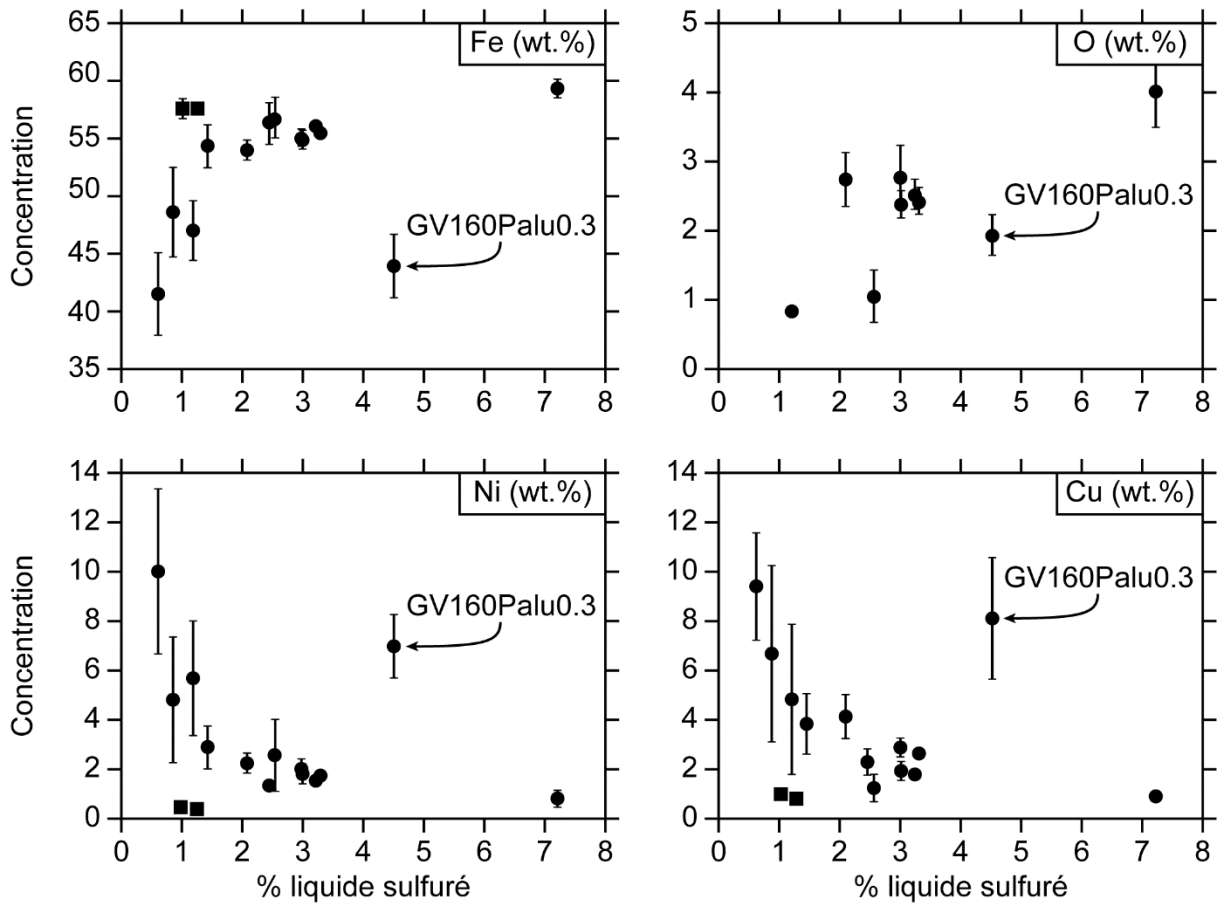 Fe (wt.%)
Concentration
65
60
55
50
45
40
35
GV160Palu0.3
0 1 2 3 4 5 6 7 8
O (wt.%)
5
4
3
2
1
0
GV160Palu0.3
0 1 2 3 4 5 6 7 8
Ni (wt.%)
Concentration
14
12
10
8
6
4
2
0
GV160Palu0.3
0 1 2 3 4 5 6 7 8
% liquide sulfuré
Cu (wt.%)
14
12
10
8
6
4
2
0
GV160Palu0.3
0 1 2 3 4 5 6 7 8
% liquide sulfuré